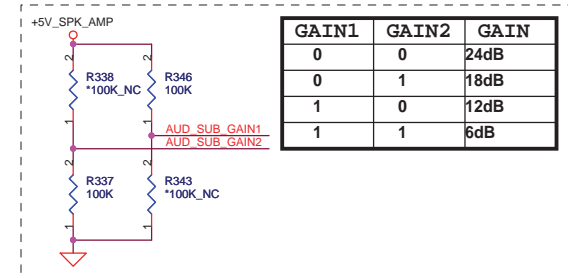 +5V_SPK_AMP
GAIN1 GAIN2 GAIN
0 0 24dB
0 1 18dB
1 0 12dB
1 1 6dB
2 2
R338 R346
*100K_NC 100K
1 1
AUD_SUB_GAIN1
AUD_SUB_GAIN2
2 2
R337 R343
100K *100K_NC
1 1